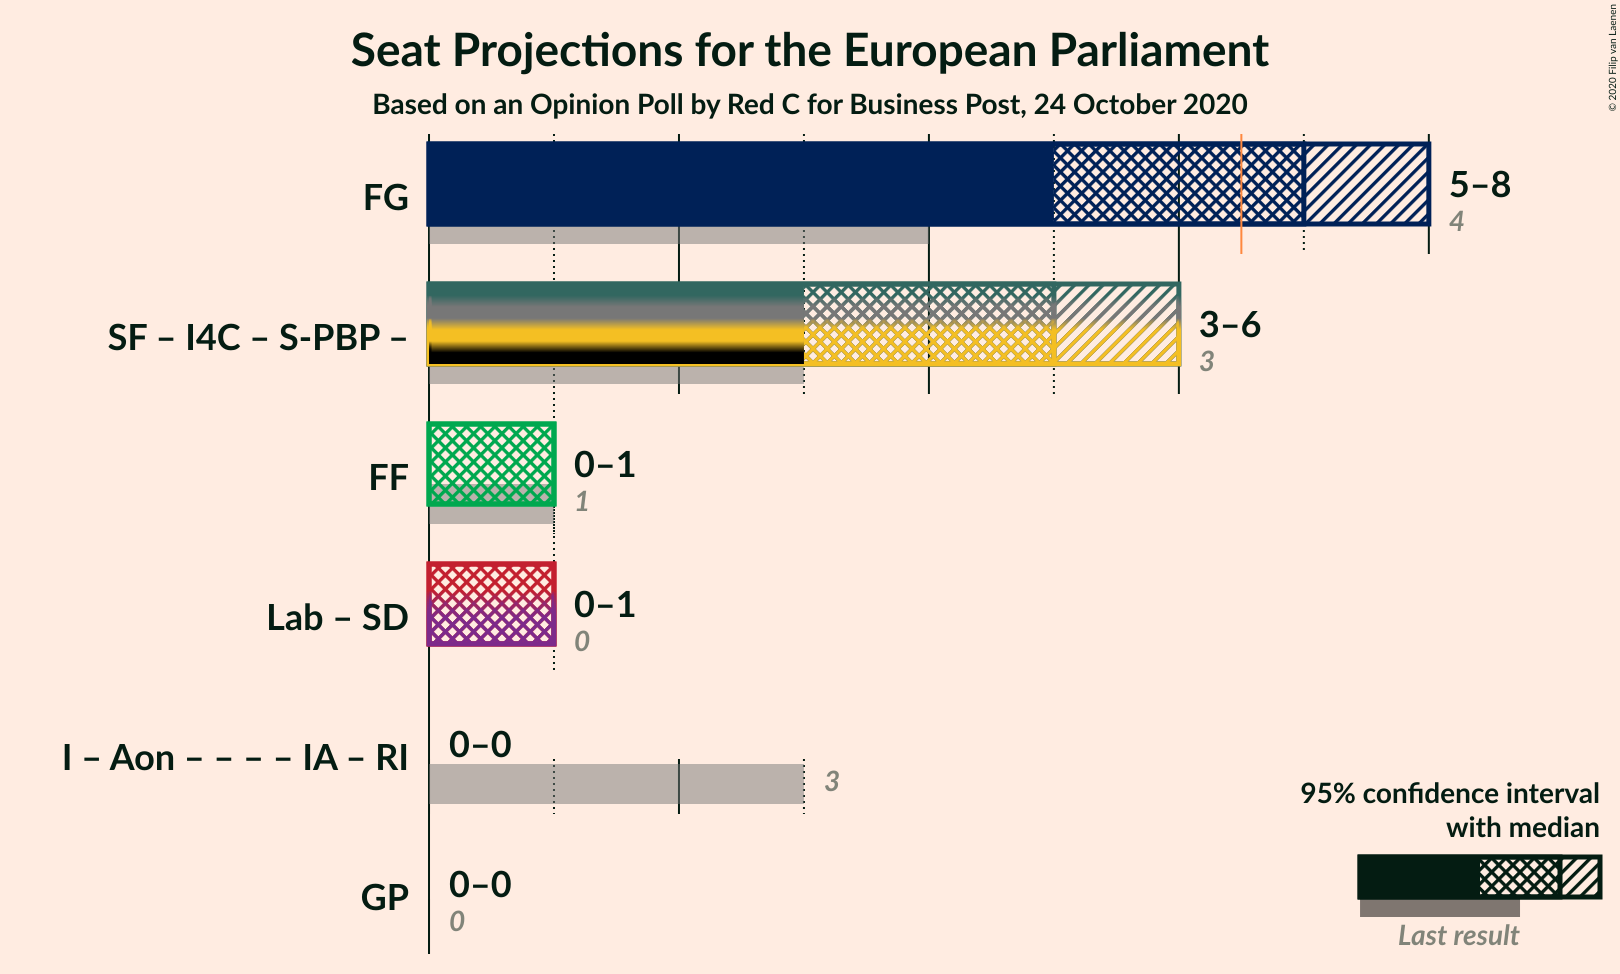 Seat Projections for the European Parliament
Based on an Opinion Poll by Red C for Business Post, 24 October 2020
© 2020 Filip van Laenen
FG
5–8
4
SF – I4C – S-PBP –
3–6
3
FF
0–1
1
Lab – SD
0–1
0
I – Aon – – – – IA – RI
0–0
3
GP
0–0
0
95% confidence interval
with median
Last result